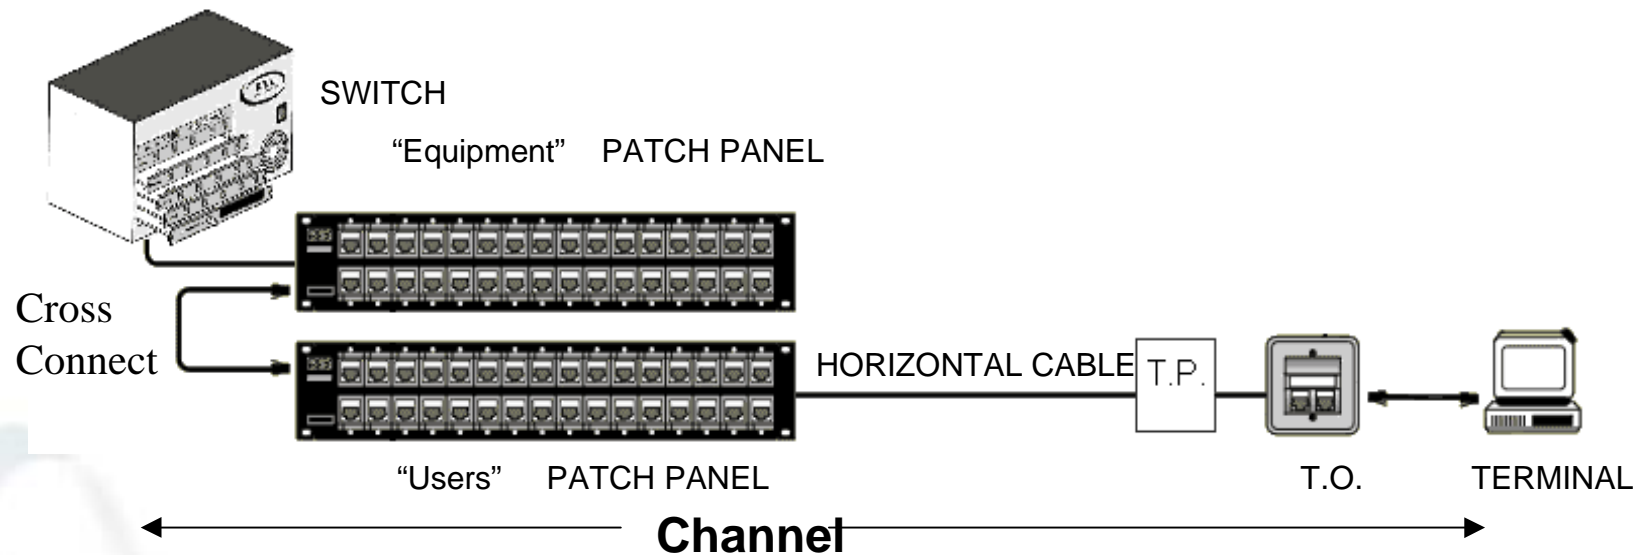 SWITCH
“Equipment” PATCH PANEL
Cross
Connect
HORIZONTAL CABLE
T.P.
“Users” PATCH PANEL
T.O.
TERMINAL
Channel